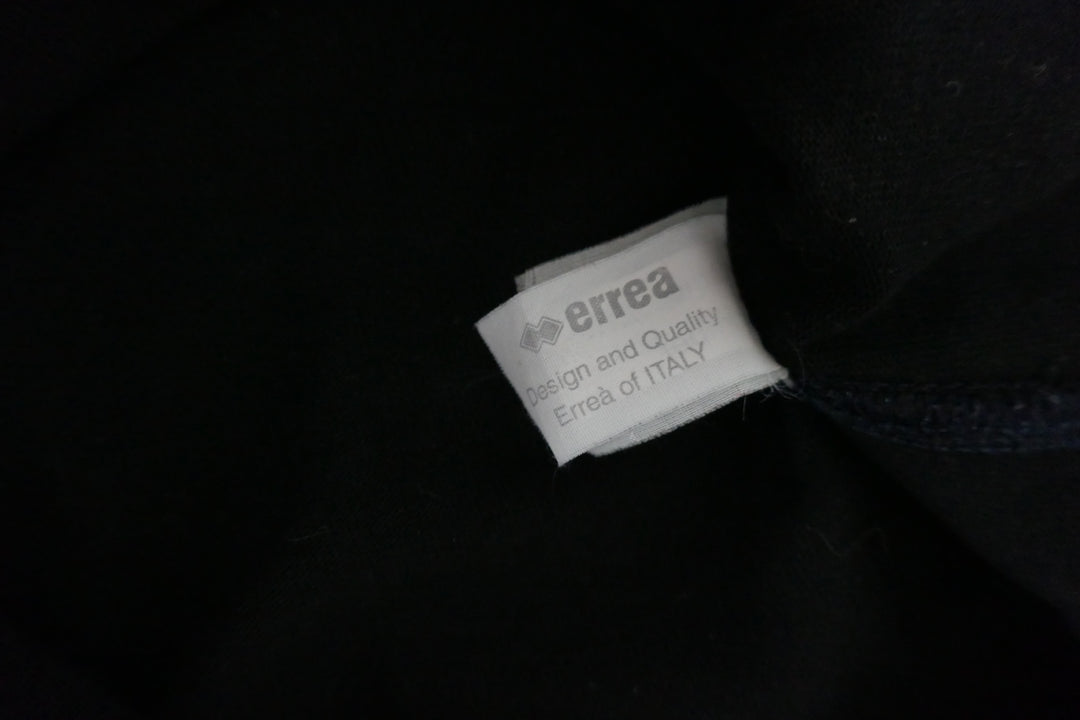 errea
Design and Quality
Erreà of ITALY